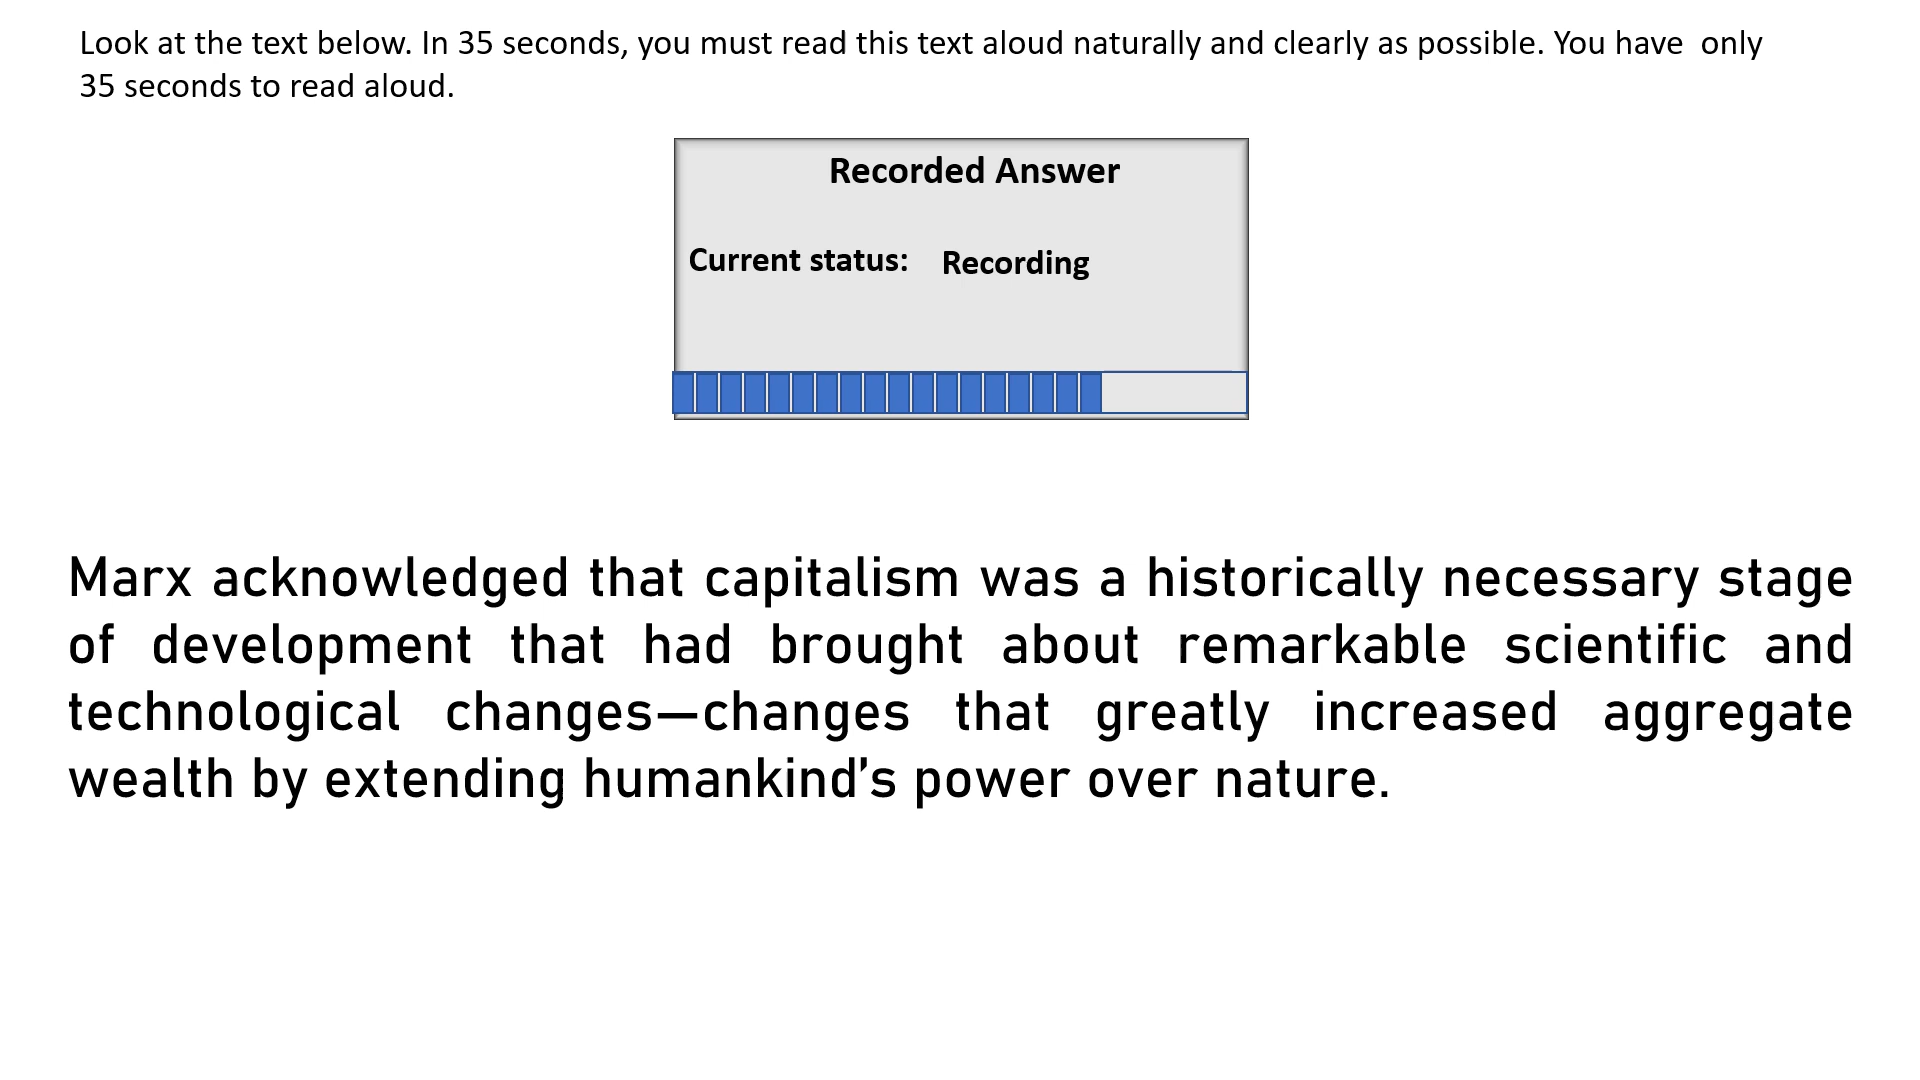 Look at the text below. In 35 seconds, you must read this text aloud naturally and clearly as possible. You have  only
35 seconds to read aloud.
Recorded Answer
Current status: Recording
Marx acknowledged that capitalism was a historically necessary stage
of development that had brought about remarkable scientific and
technological changes—changes that greatly increased aggregate
wealth by extending humankind’s power over nature.